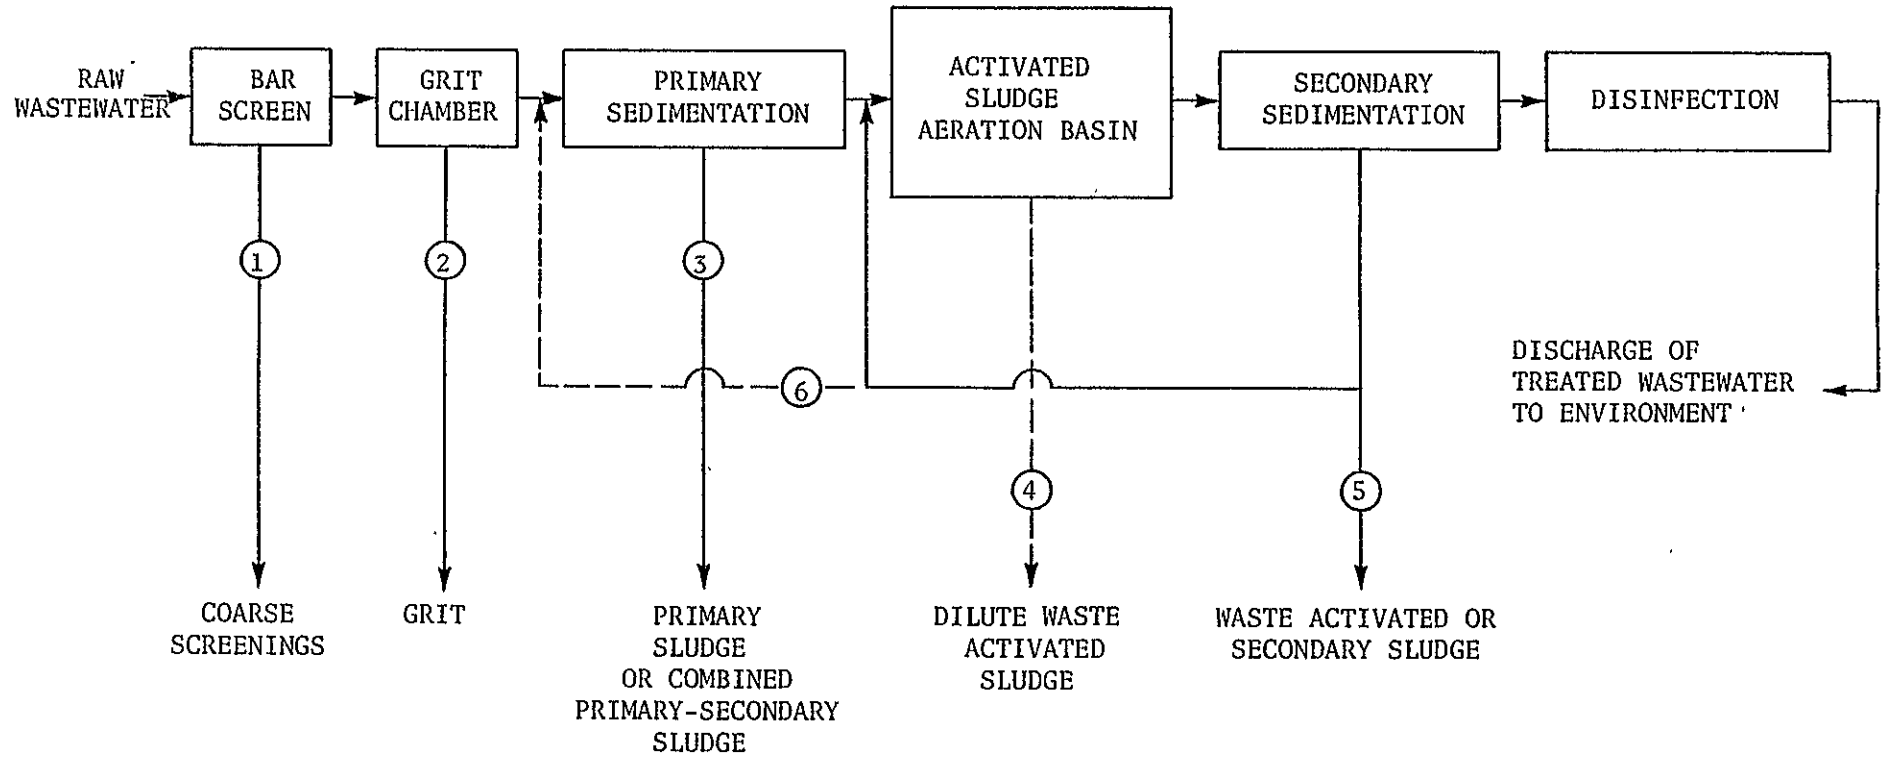 RAW
WASTEWATER
BAR
SCREEN
GRIT
CHAMBER
PRIMARY
SEDIMENTATION
ACTIVATED
SLUDGE
AERATION BASIN
SECONDARY
SEDIMENTATION
DISINFECTION
1
2
3
6
4
5
DISCHARGE OF
TREATED WASTEWATER
TO ENVIRONMENT
COARSE
SCREENINGS
GRIT
PRIMARY
SLUDGE
OR COMBINED
PRIMARY-SECONDARY
SLUDGE
DILUTE WASTE
ACTIVATED
SLUDGE
WASTE ACTIVATED OR
SECONDARY SLUDGE